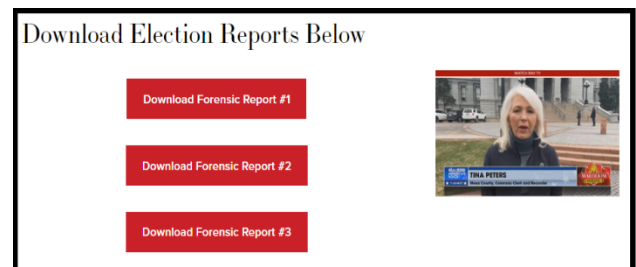 Download Election Reports Below
Download Forensic Report #1
Download Forensic Report #2
Download Forensic Report #3
TINA PETERS
Mesa County, Colorado Clerk and Recorder